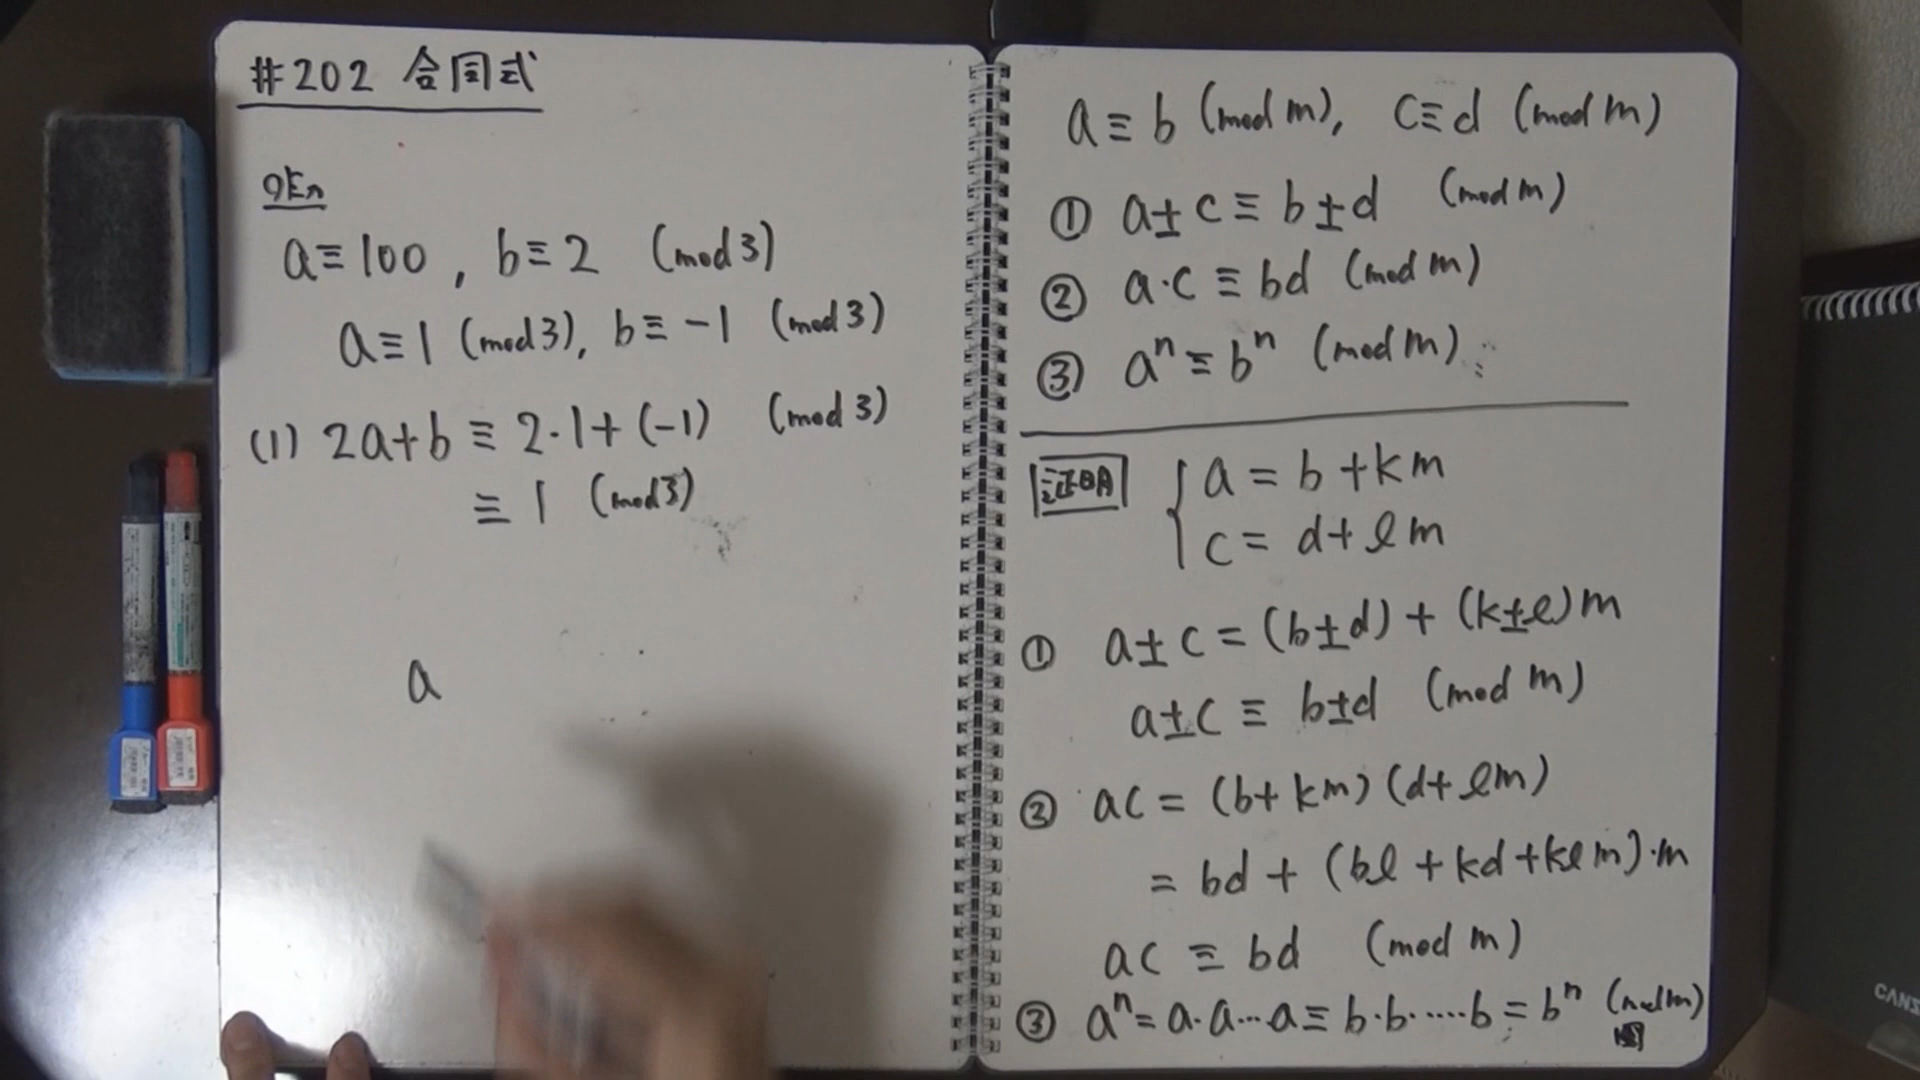 #202 合同式
例
a≡100 , b≡2 (mod 3)
a≡1 (mod 3), b≡-1 (mod 3)
(1) 2a+b ≡ 2·1+(-1) (mod 3)
≡ 1 (mod 3)
a
a≡b (mod m), c≡d (mod m)
① a±c≡b±d (mod m)
② a·c≡bd (mod m)
③ aⁿ≡bⁿ (mod m)
証明 { a = b+km
c = d+ℓm
① a±c = (b±d)+(k±ℓ)m
a±c ≡ b±d (mod m)
② ac = (b+km)(d+ℓm)
= bd+(bℓ+kd+kℓm)·m
ac ≡ bd (mod m)
③ aⁿ= a·a…a≡ b·b·…·b = bⁿ (mod m)